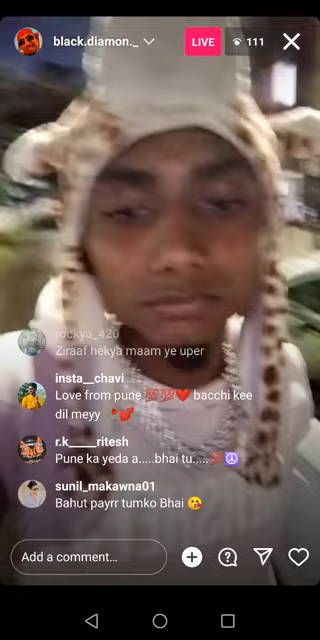 black.diamon._
LIVE
111
rockya_420
Ziraaf hekya maam ye uper
insta__chavi
Love from pune 💯💯❤️ bacchi kee
dil meyy 🌹💕
r.k____ritesh
Pune ka yeda a.....bhai tu.....💯☮️
sunil_makawna01
Bahut payrr tumko Bhai 😘
Add a comment...